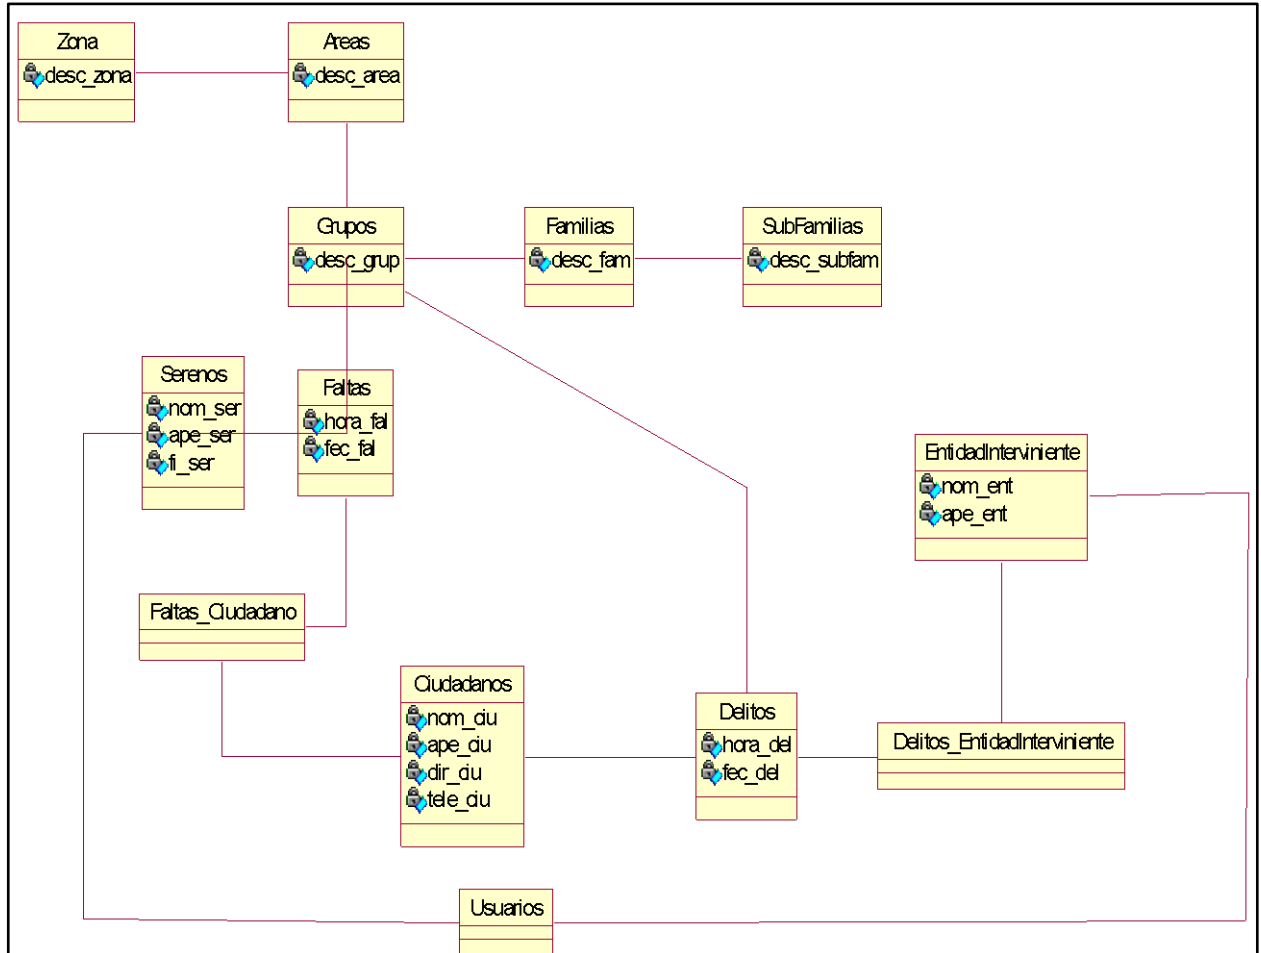 Zona
desc_zona
Areas
desc_area
Grupos
desc_grup
Familias
desc_fam
SubFamilias
desc_subfam
Serenos
nom_ser
ape_ser
fi_ser
Faltas
hora_fal
fec_fal
EntidadInterviniente
nom_ent
ape_ent
Faltas_Ciudadano
Ciudadanos
nom_ciu
ape_ciu
dir_ciu
tele_ciu
Delitos
hora_del
fec_del
Delitos_EntidadInterviniente
Usuarios